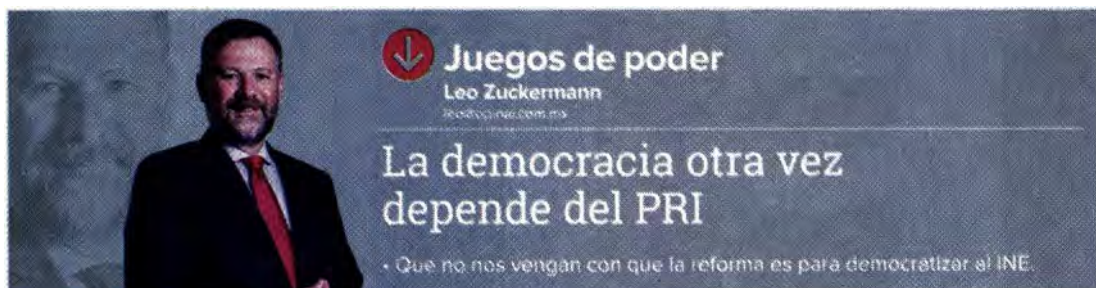 Juegos de poder
Leo Zuckermann
La democracia otra vez
depende del PRI
• Que no nos vengan con que la reforma es para democratizar al INE.